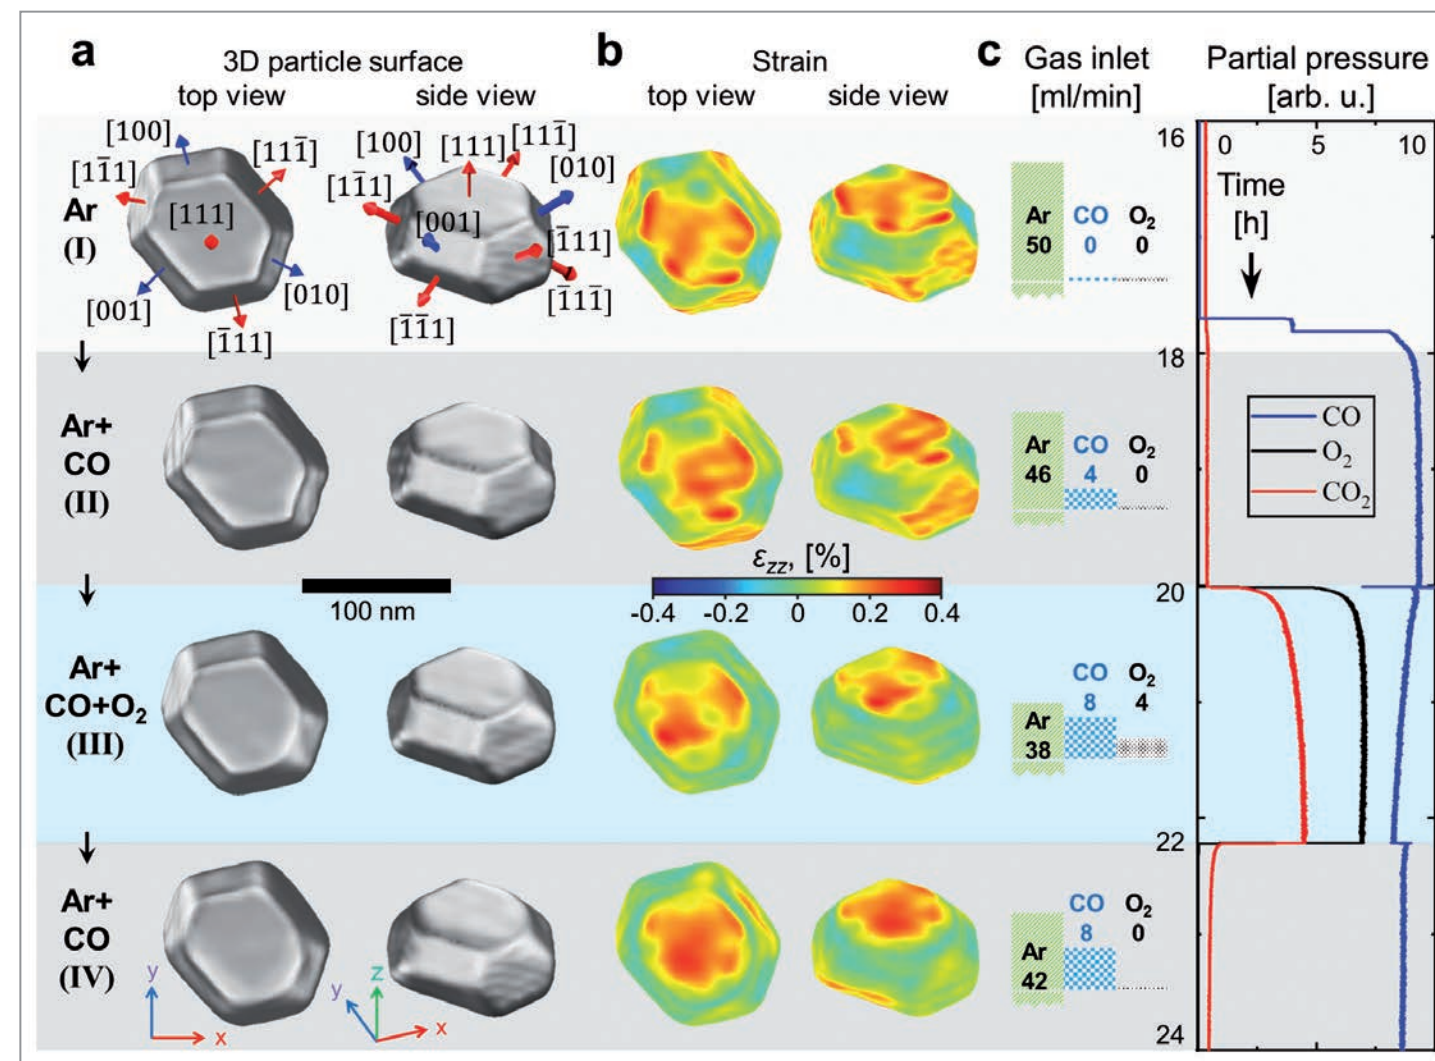 a
3D particle surface
top view
side view
b
Strain
top view
side view
c
Gas inlet
[ml/min]
Partial pressure
[arb. u.]
Ar
(I)
[100]
[11̅1]
[111̅]
[111]
[001]
[010]
[1̅11]
[100]
[111]
[111̅]
[11̅1]
[010]
[001]
[1̅11]
[1̅11̅]
[1̅1̅1]
Ar
50
CO
0
O₂
0
16
0
5
10
Time
[h]
18
Ar+
CO
(II)
Ar
46
CO
4
O₂
0
CO
O₂
CO₂
100 nm
εzz, [%]
-0.4
-0.2
0
0.2
0.4
20
Ar+
CO+O₂
(III)
Ar
38
CO
8
O₂
4
22
Ar+
CO
(IV)
y
x
y
z
x
Ar
42
CO
8
O₂
0
24